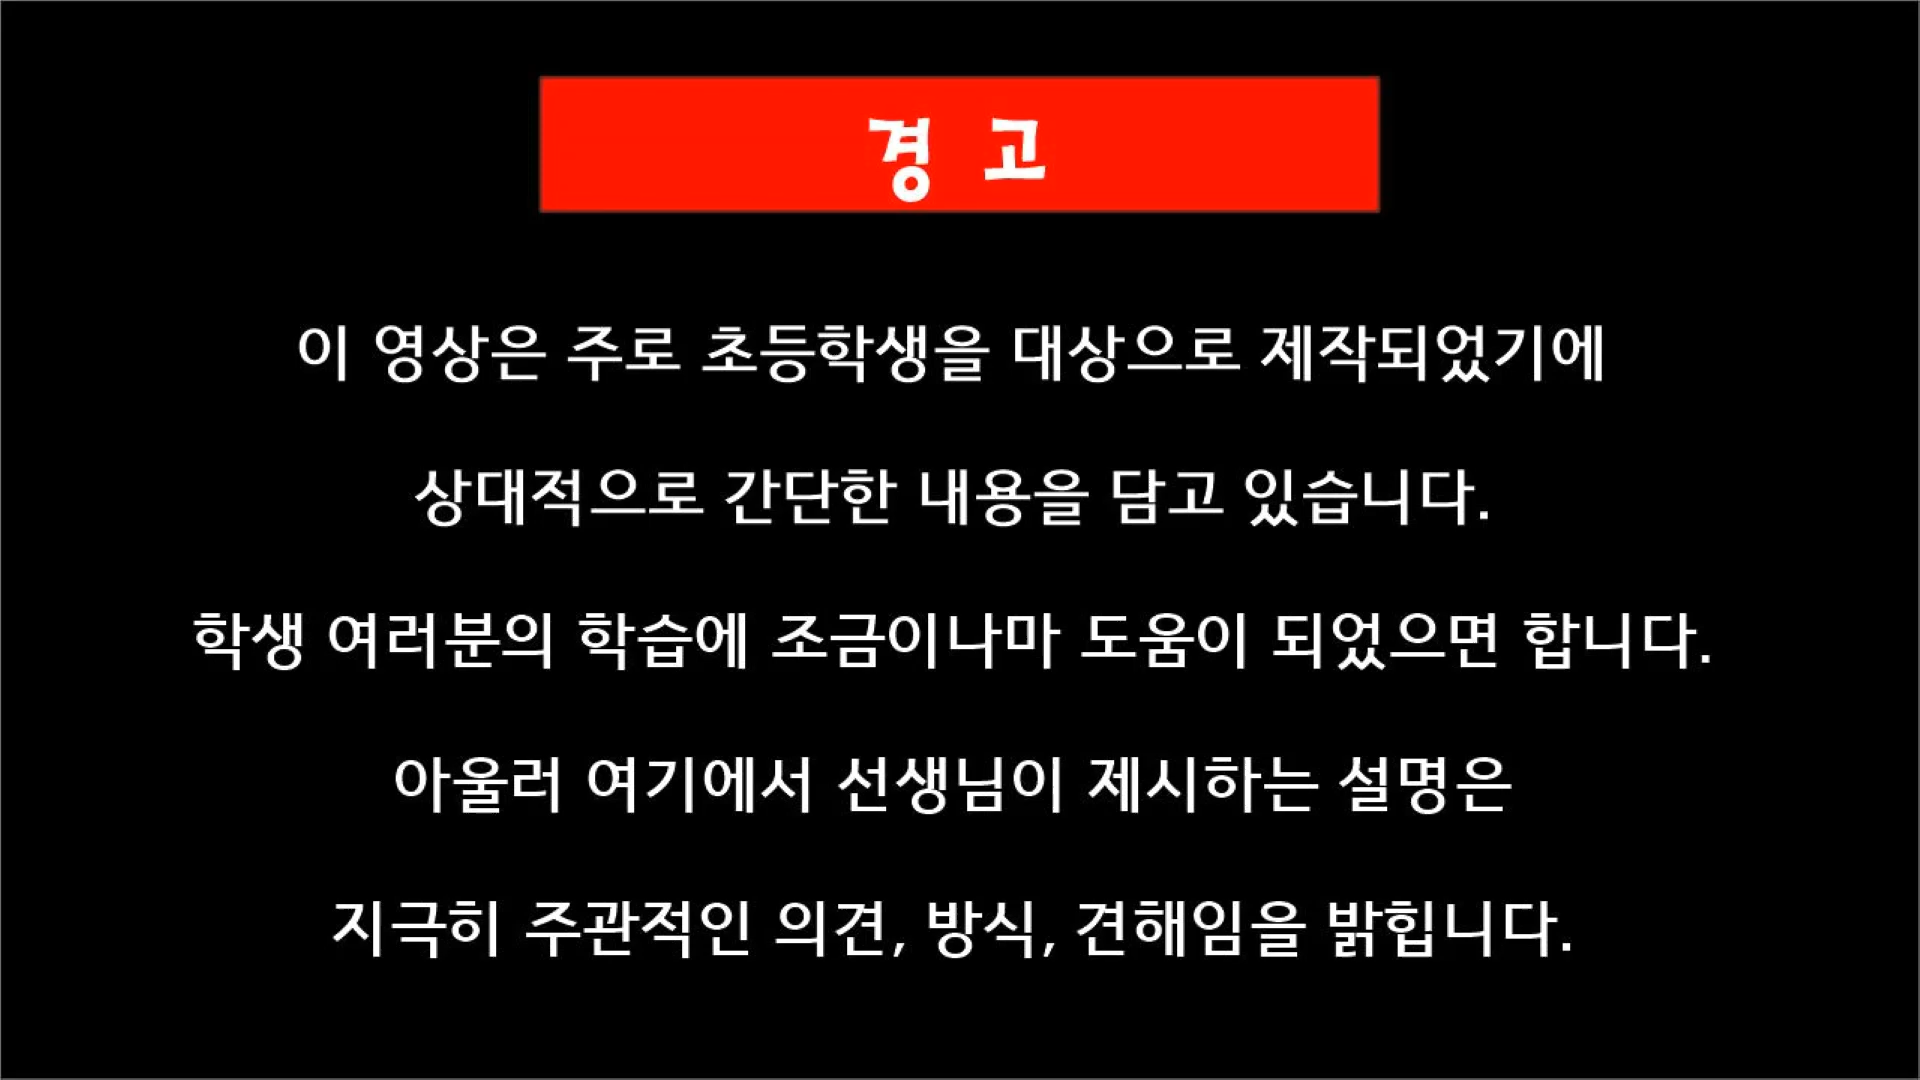 경 고
이 영상은 주로 초등학생을 대상으로 제작되었기에
상대적으로 간단한 내용을 담고 있습니다.
학생 여러분의 학습에 조금이나마 도움이 되었으면 합니다.
아울러 여기에서 선생님이 제시하는 설명은
지극히 주관적인 의견, 방식, 견해임을 밝힙니다.